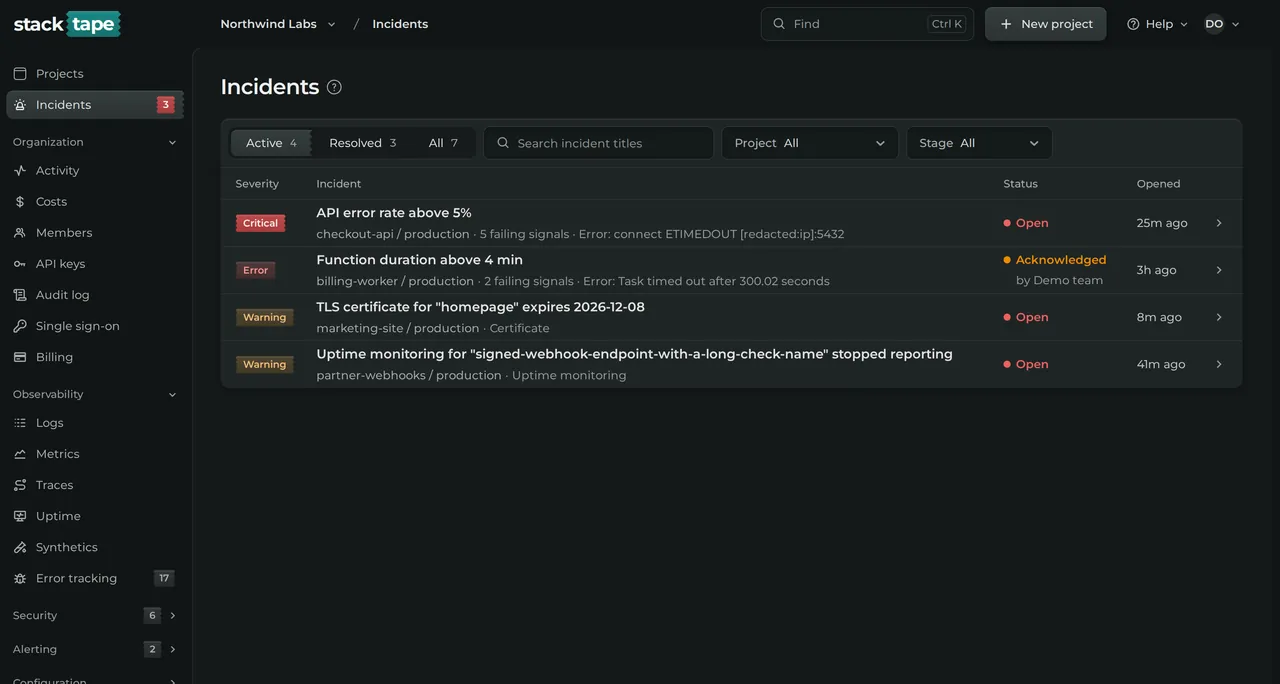 stack tape
Northwind Labs / Incidents
Find Ctrl K
New project
Help
DO
Projects
Incidents 3
Organization
Activity
Costs
Members
API keys
Audit log
Single sign-on
Billing
Observability
Logs
Metrics
Traces
Uptime
Synthetics
Error tracking 17
Security 6
Alerting 2
Configuration
Incidents ?
Active 4 Resolved 3 All 7
Search incident titles
Project All
Stage All
Severity Incident Status Opened
Critical
API error rate above 5%
checkout-api / production · 5 failing signals · Error: connect ETIMEDOUT [redacted:ip]:5432
Open
25m ago
Error
Function duration above 4 min
billing-worker / production · 2 failing signals · Error: Task timed out after 300.02 seconds
Acknowledged
by Demo team
3h ago
Warning
TLS certificate for "homepage" expires 2026-12-08
marketing-site / production · Certificate
Open
8m ago
Warning
Uptime monitoring for "signed-webhook-endpoint-with-a-long-check-name" stopped reporting
partner-webhooks / production · Uptime monitoring
Open
41m ago